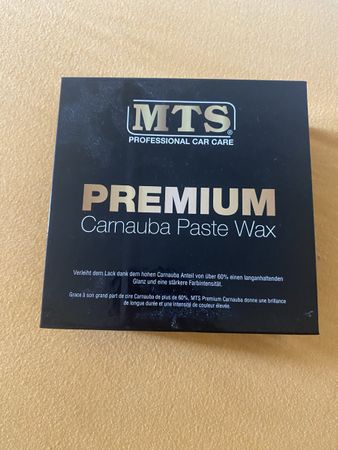 MTS®
PROFESSIONAL CAR CARE
PREMIUM
Carnauba Paste Wax
Verleiht dem Lack dank dem hohen Carnauba Anteil von über 60% einen langanhaltenden
Glanz und eine stärkere Farbintensität.
Grace à son grand part de cire Carnauba de plus de 60%, MTS Premium Carnauba donne une brillance
de longue durée et une intensité de couleur élevée.